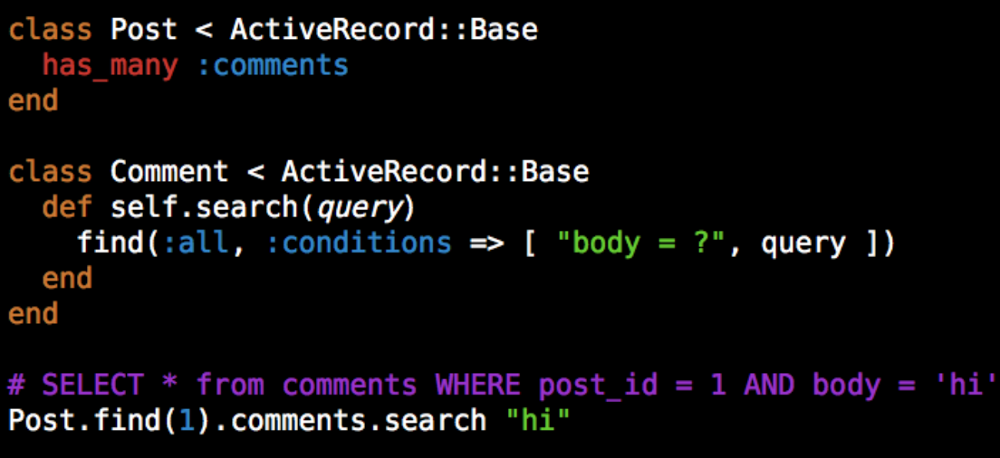 class Post < ActiveRecord::Base
  has_many :comments
end

class Comment < ActiveRecord::Base
  def self.search(query)
    find(:all, :conditions => [ "body = ?", query ])
  end
end

# SELECT * from comments WHERE post_id = 1 AND body = 'hi'
Post.find(1).comments.search "hi"